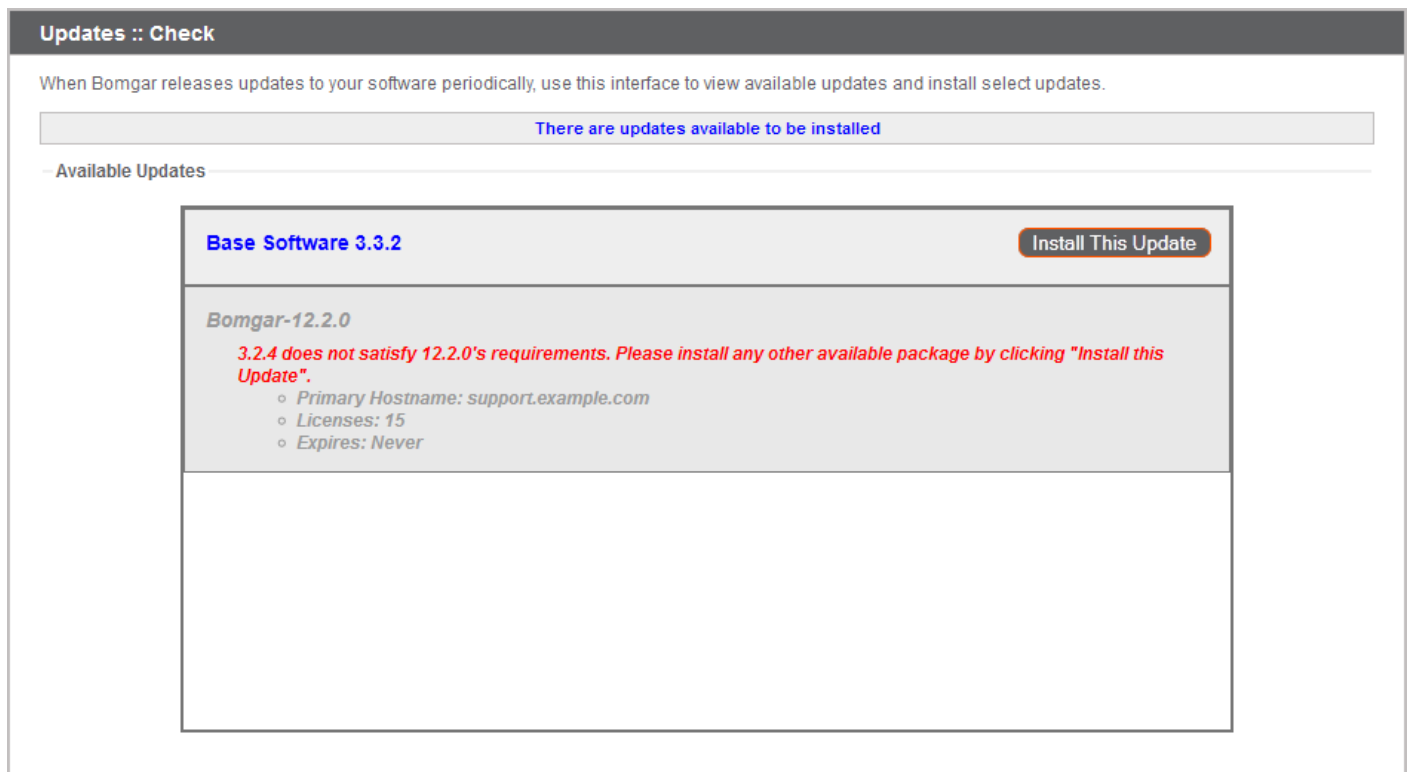 Updates :: Check
When Bomgar releases updates to your software periodically, use this interface to view available updates and install select updates.
There are updates available to be installed
Available Updates
Base Software 3.3.2
Install This Update
Bomgar-12.2.0
3.2.4 does not satisfy 12.2.0's requirements. Please install any other available package by clicking "Install this
Update".
Primary Hostname: support.example.com
Licenses: 15
Expires: Never